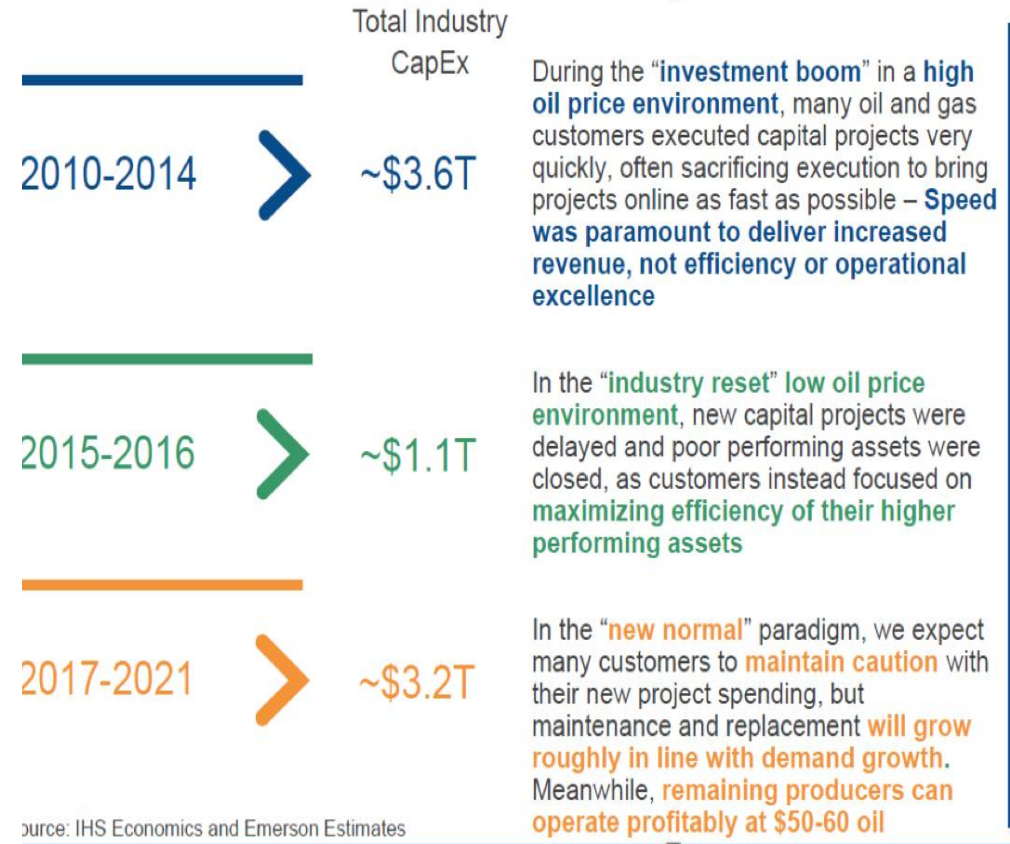 Total Industry
CapEx
2010-2014
~$3.6T
During the “investment boom” in a high
oil price environment, many oil and gas
customers executed capital projects very
quickly, often sacrificing execution to bring
projects online as fast as possible – Speed
was paramount to deliver increased
revenue, not efficiency or operational
excellence
2015-2016
~$1.1T
In the “industry reset” low oil price
environment, new capital projects were
delayed and poor performing assets were
closed, as customers instead focused on
maximizing efficiency of their higher
performing assets
2017-2021
~$3.2T
In the “new normal” paradigm, we expect
many customers to maintain caution with
their new project spending, but
maintenance and replacement will grow
roughly in line with demand growth.
Meanwhile, remaining producers can
operate profitably at $50-60 oil
ource: IHS Economics and Emerson Estimates